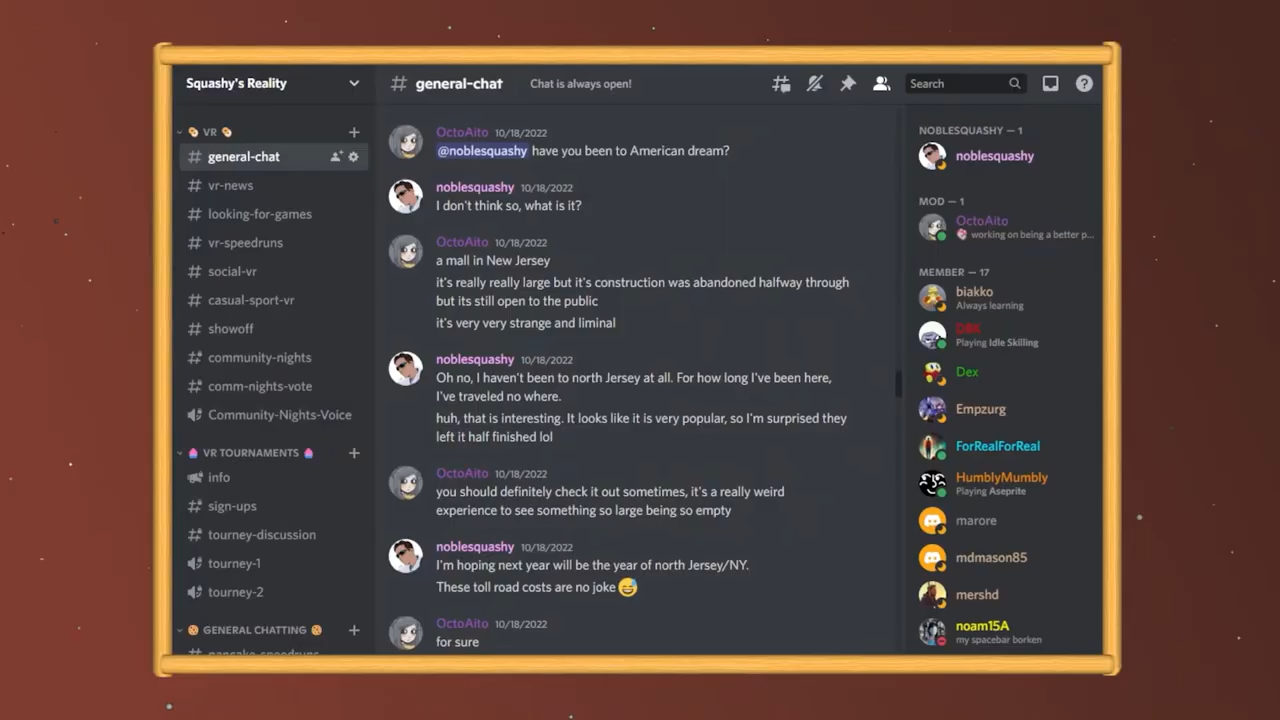 Squashy's Reality
VR
general-chat
vr-news
looking-for-games
vr-speedruns
social-vr
casual-sport-vr
showoff
community-nights
comm-nights-vote
Community-Nights-Voice
VR TOURNAMENTS
info
sign-ups
tourney-discussion
tourney-1
tourney-2
GENERAL CHATTING
pancake-speedruns
general-chat
Chat is always open!
Search
OctoAito 10/18/2022
@noblesquashy have you been to American dream?
noblesquashy 10/18/2022
I don't think so, what is it?
OctoAito 10/18/2022
a mall in New Jersey
it's really really large but it's construction was abandoned halfway through
but its still open to the public
it's very very strange and liminal
noblesquashy 10/18/2022
Oh no, I haven't been to north Jersey at all. For how long I've been here,
I've traveled no where.
huh, that is interesting. It looks like it is very popular, so I'm surprised they
left it half finished lol
OctoAito 10/18/2022
you should definitely check it out sometimes, it's a really weird
experience to see something so large being so empty
noblesquashy 10/18/2022
I'm hoping next year will be the year of north Jersey/NY.
These toll road costs are no joke 😅
OctoAito 10/18/2022
for sure
NOBLESQUASHY — 1
noblesquashy
MOD — 1
OctoAito
working on being a better p...
MEMBER — 17
biakko
Always learning
Playing Idle Skilling
Dex
Empzurg
ForRealForReal
HumblyMumbly
Playing Aseprite
marore
mdmason85
mershd
noam15A
my spacebar borken